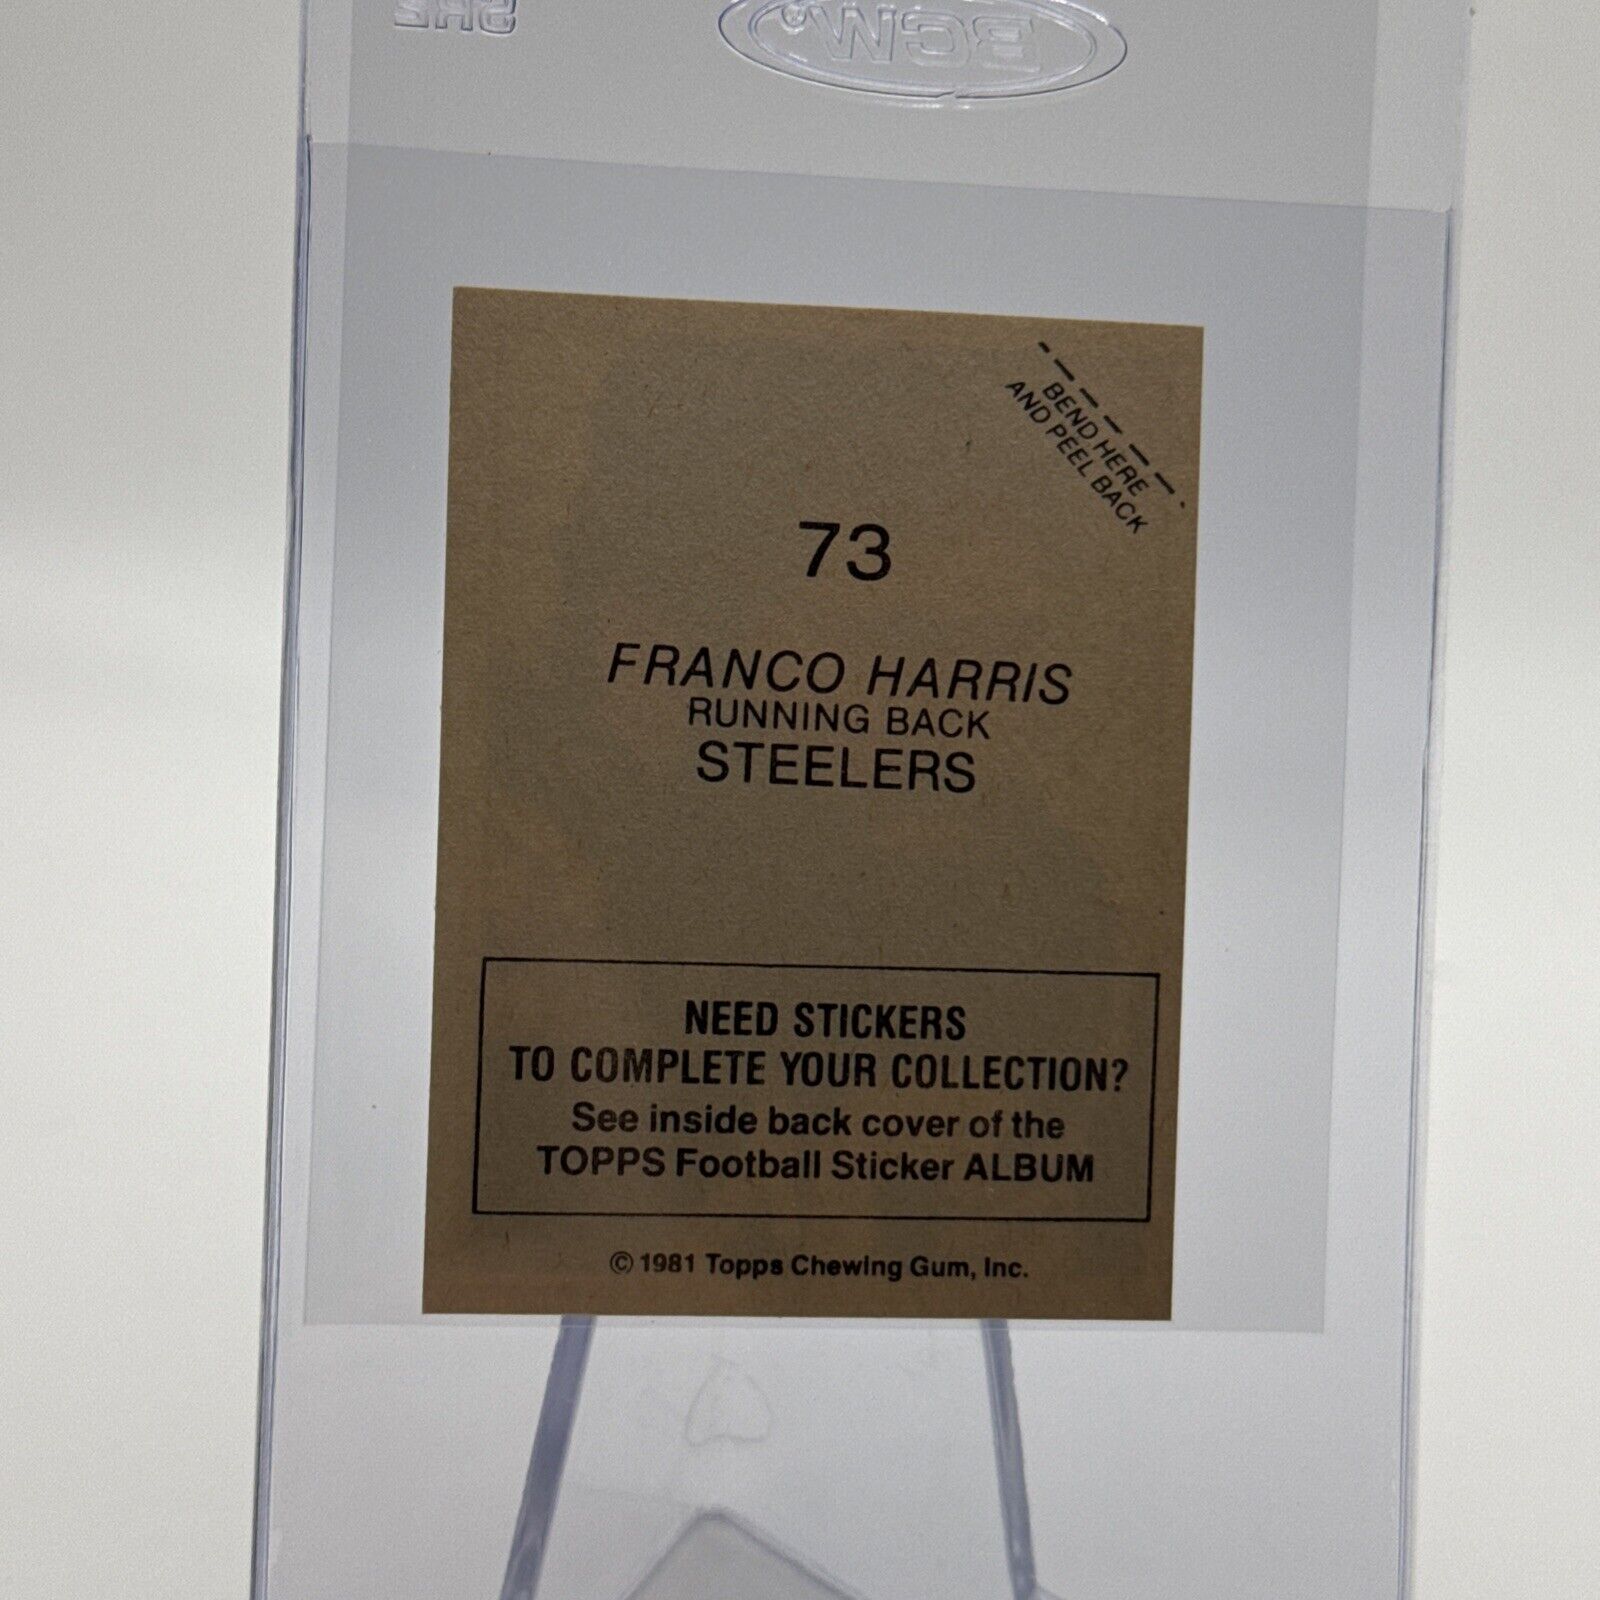 BCW®
BEND HERE
AND PEEL BACK
73
FRANCO HARRIS
RUNNING BACK
STEELERS
NEED STICKERS
TO COMPLETE YOUR COLLECTION?
See inside back cover of the
TOPPS Football Sticker ALBUM
© 1981 Topps Chewing Gum, Inc.